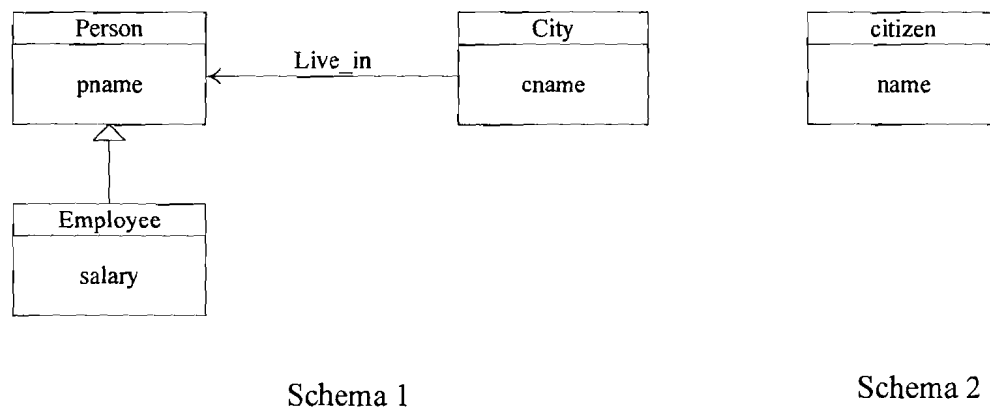 Person
pname
Live_in
City
cname
citizen
name
Employee
salary
Schema 1
Schema 2